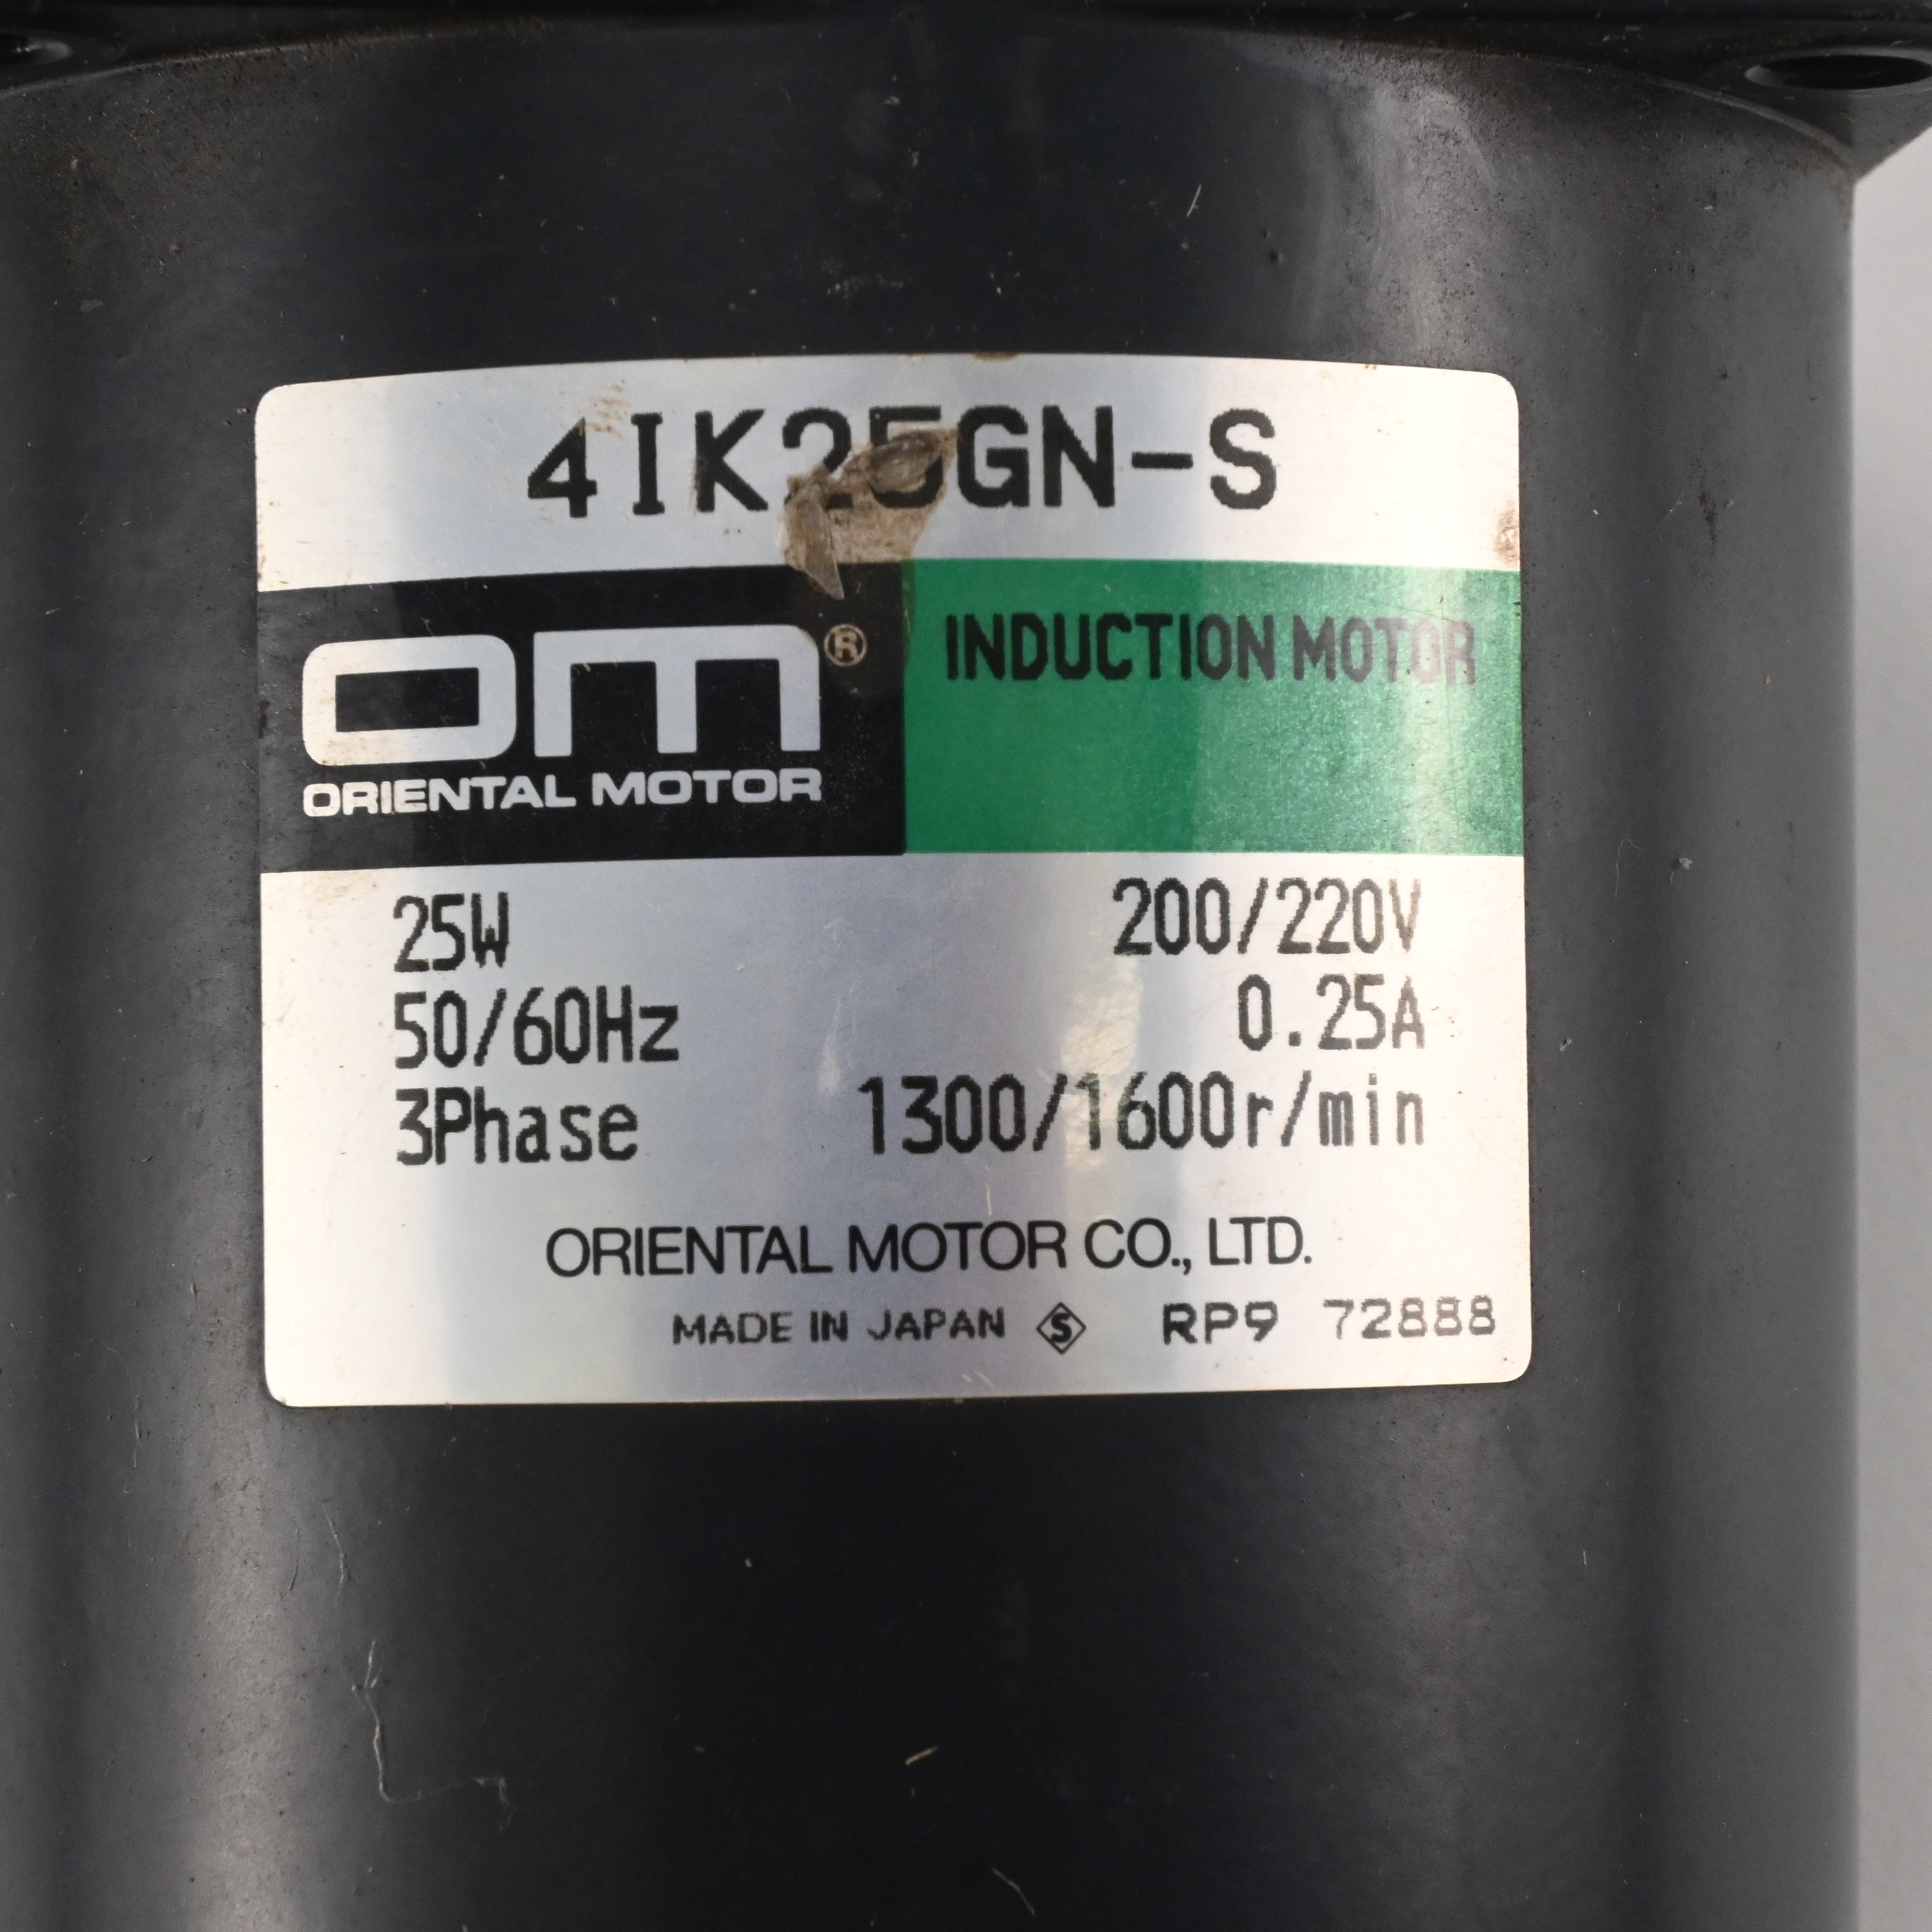 4IK25GN-S
om®
ORIENTAL MOTOR
INDUCTION MOTOR
25W 200/220V
50/60Hz 0.25A
3Phase 1300/1600r/min
ORIENTAL MOTOR CO., LTD.
MADE IN JAPAN S RP9 72888